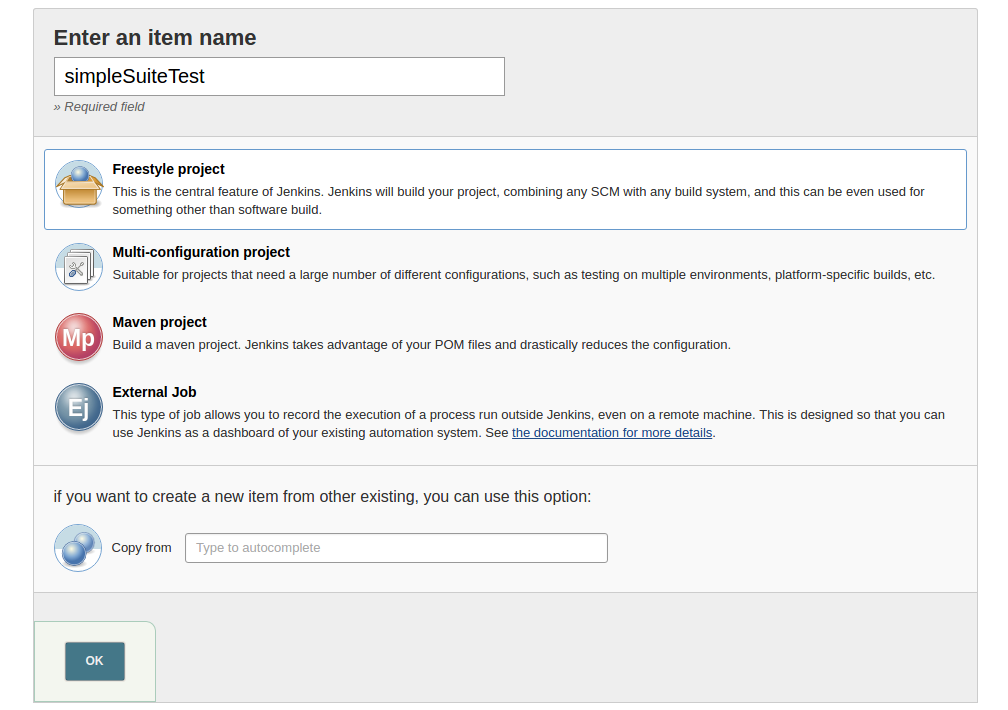 Enter an item name
simpleSuiteTest
» Required field
Freestyle project
This is the central feature of Jenkins. Jenkins will build your project, combining any SCM with any build system, and this can be even used for
something other than software build.
Multi-configuration project
Suitable for projects that need a large number of different configurations, such as testing on multiple environments, platform-specific builds, etc.
Mp
Maven project
Build a maven project. Jenkins takes advantage of your POM files and drastically reduces the configuration.
Ej
External Job
This type of job allows you to record the execution of a process run outside Jenkins, even on a remote machine. This is designed so that you can
use Jenkins as a dashboard of your existing automation system. See the documentation for more details.
if you want to create a new item from other existing, you can use this option:
Copy from
Type to autocomplete
OK